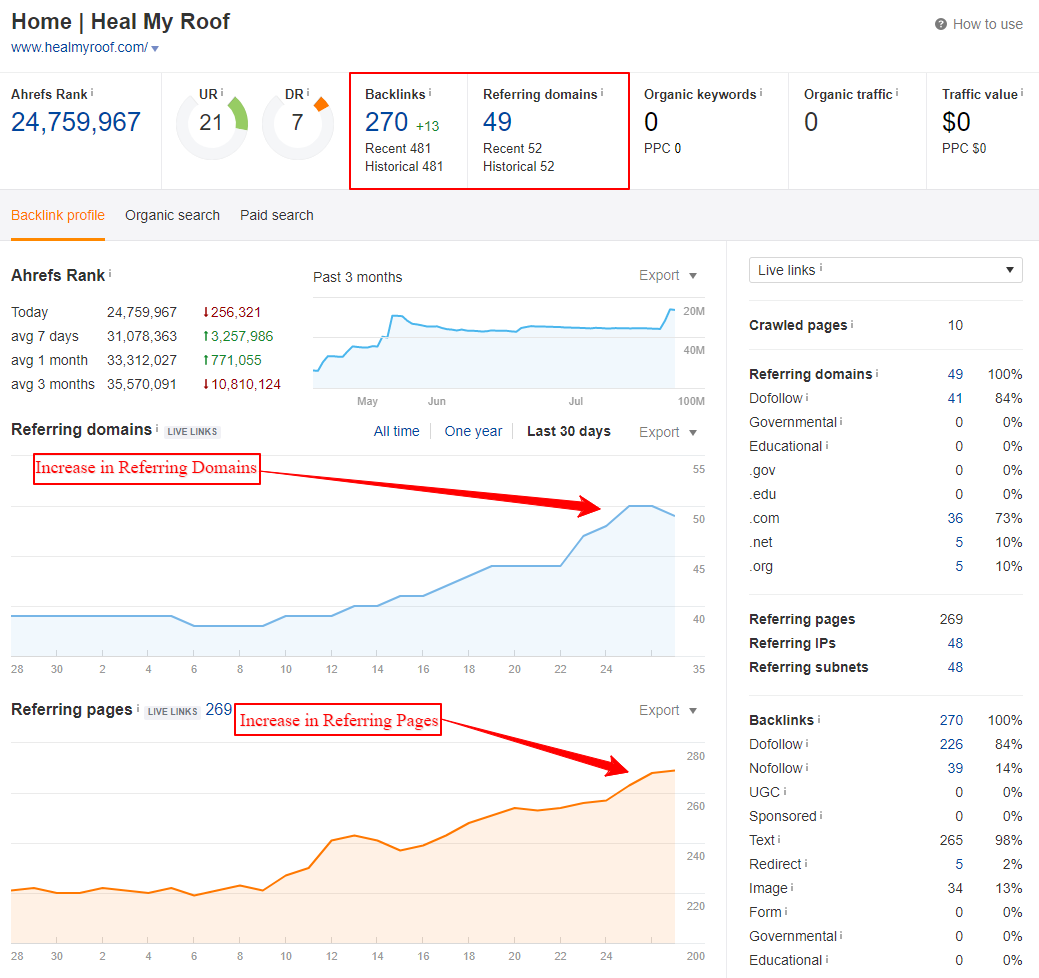 Home | Heal My Roof
How to use
www.healmyroof.com/
Ahrefs Rank i
24,759,967
UR i
21
DR i
7
Backlinks i
270 +13
Recent 481
Historical 481
Referring domains i
49
Recent 52
Historical 52
Organic keywords i
0
PPC 0
Organic traffic i
0
Traffic value i
$0
PPC $0
Backlink profile Organic search Paid search
Ahrefs Rank i
Today 24,759,967 ↓256,321
avg 7 days 31,078,363 ↑3,257,986
avg 1 month 33,312,027 ↑771,055
avg 3 months 35,570,091 ↓10,810,124
Past 3 months Export
20M
40M
100M
May Jun Jul
Referring domains i LIVE LINKS All time One year Last 30 days Export
Increase in Referring Domains
55
50
45
40
35
28 30 2 4 6 8 10 12 14 16 18 20 22 24
Referring pages i LIVE LINKS 269 Export
Increase in Referring Pages
280
260
240
220
200
28 30 2 4 6 8 10 12 14 16 18 20 22 24
Live links i
Crawled pages i 10
Referring domains i 49 100%
Dofollow i 41 84%
Governmental i 0 0%
Educational i 0 0%
.gov 0 0%
.edu 0 0%
.com 36 73%
.net 5 10%
.org 5 10%
Referring pages 269
Referring IPs 48
Referring subnets 48
Backlinks i 270 100%
Dofollow i 226 84%
Nofollow i 39 14%
UGC i 0 0%
Sponsored i 0 0%
Text i 265 98%
Redirect i 5 2%
Image i 34 13%
Form i 0 0%
Governmental i 0 0%
Educational i 0 0%